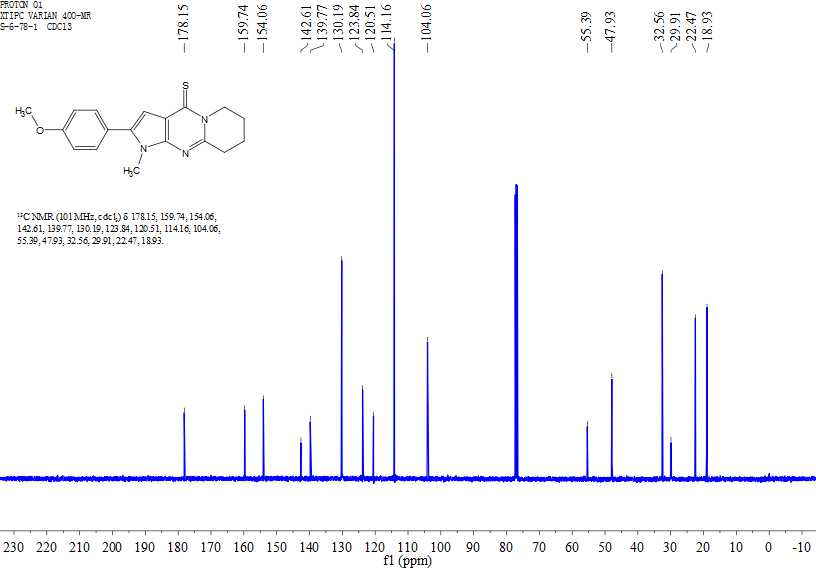 PROTON 01
XTIPC VARIAN 400-MR
S-6-78-1 CDCl3
178.15
159.74
154.06
142.61
139.77
130.19
123.84
120.51
114.16
104.06
55.39
47.93
32.56
29.91
22.47
18.93
S
H₃C
O
N
N
N
H₃C
¹³C NMR (101 MHz, cdcl₃) δ 178.15, 159.74, 154.06,
142.61, 139.77, 130.19, 123.84, 120.51, 114.16, 104.06,
55.39, 47.93, 32.56, 29.91, 22.47, 18.93.
230 220 210 200 190 180 170 160 150 140 130 120 110 100 90 80 70 60 50 40 30 20 10 0 -10
f1 (ppm)